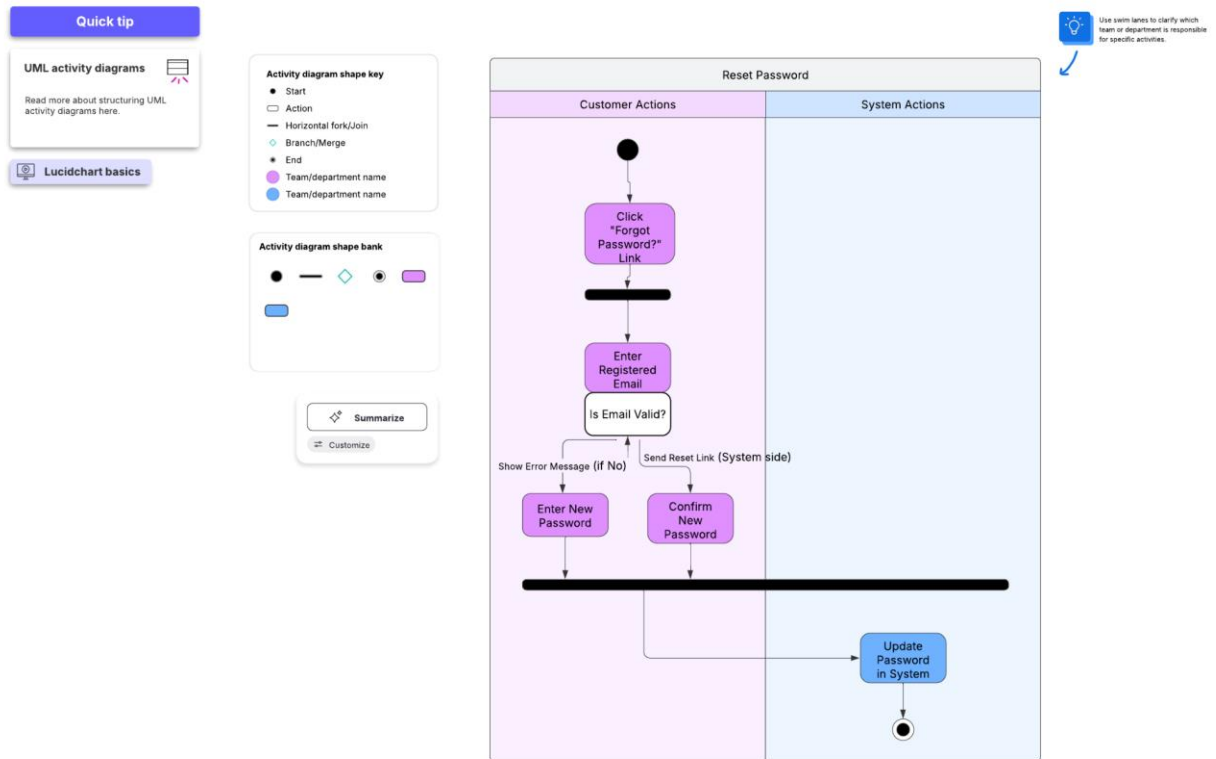 Quick tip
UML activity diagrams
Read more about structuring UML
activity diagrams here.
Lucidchart basics
Activity diagram shape key
Start
Action
Horizontal fork/Join
Branch/Merge
End
Team/department name
Team/department name
Activity diagram shape bank
Summarize
Customize
Reset Password
Customer Actions
System Actions
Click
"Forgot
Password?"
Link
Enter
Registered
Email
Is Email Valid?
Show Error Message (if No)
Send Reset Link (System side)
Enter New
Password
Confirm
New
Password
Update
Password
in System
Use swim lanes to clarify which
team or department is responsible
for specific activities.